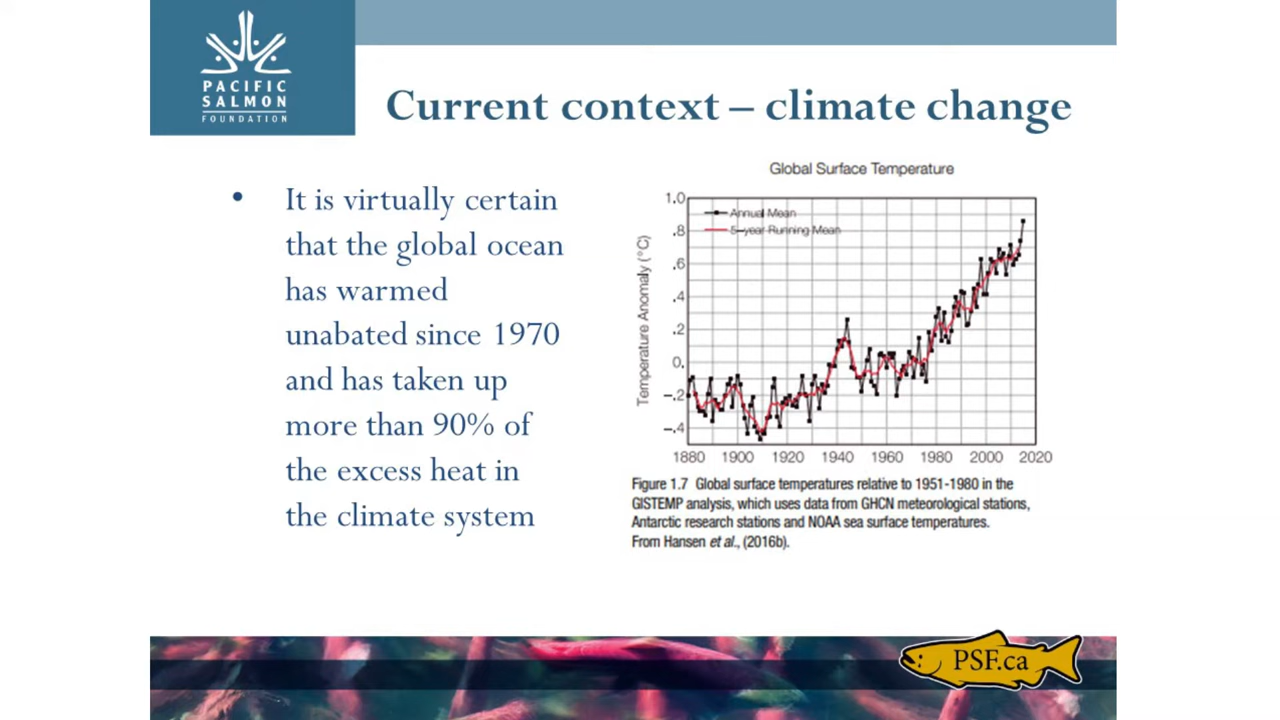 PACIFIC
SALMON
FOUNDATION
Current context – climate change
• It is virtually certain
that the global ocean
has warmed
unabated since 1970
and has taken up
more than 90% of
the excess heat in
the climate system
Global Surface Temperature
Temperature Anomaly (°C)
1.0
.8
.6
.4
.2
0.
–.2
–.4
Annual Mean
5–year Running Mean
1880 1900 1920 1940 1960 1980 2000 2020
Figure 1.7 Global surface temperatures relative to 1951-1980 in the
GISTEMP analysis, which uses data from GHCN meteorological stations,
Antarctic research stations and NOAA sea surface temperatures.
From Hansen et al., (2016b).
PSF.ca